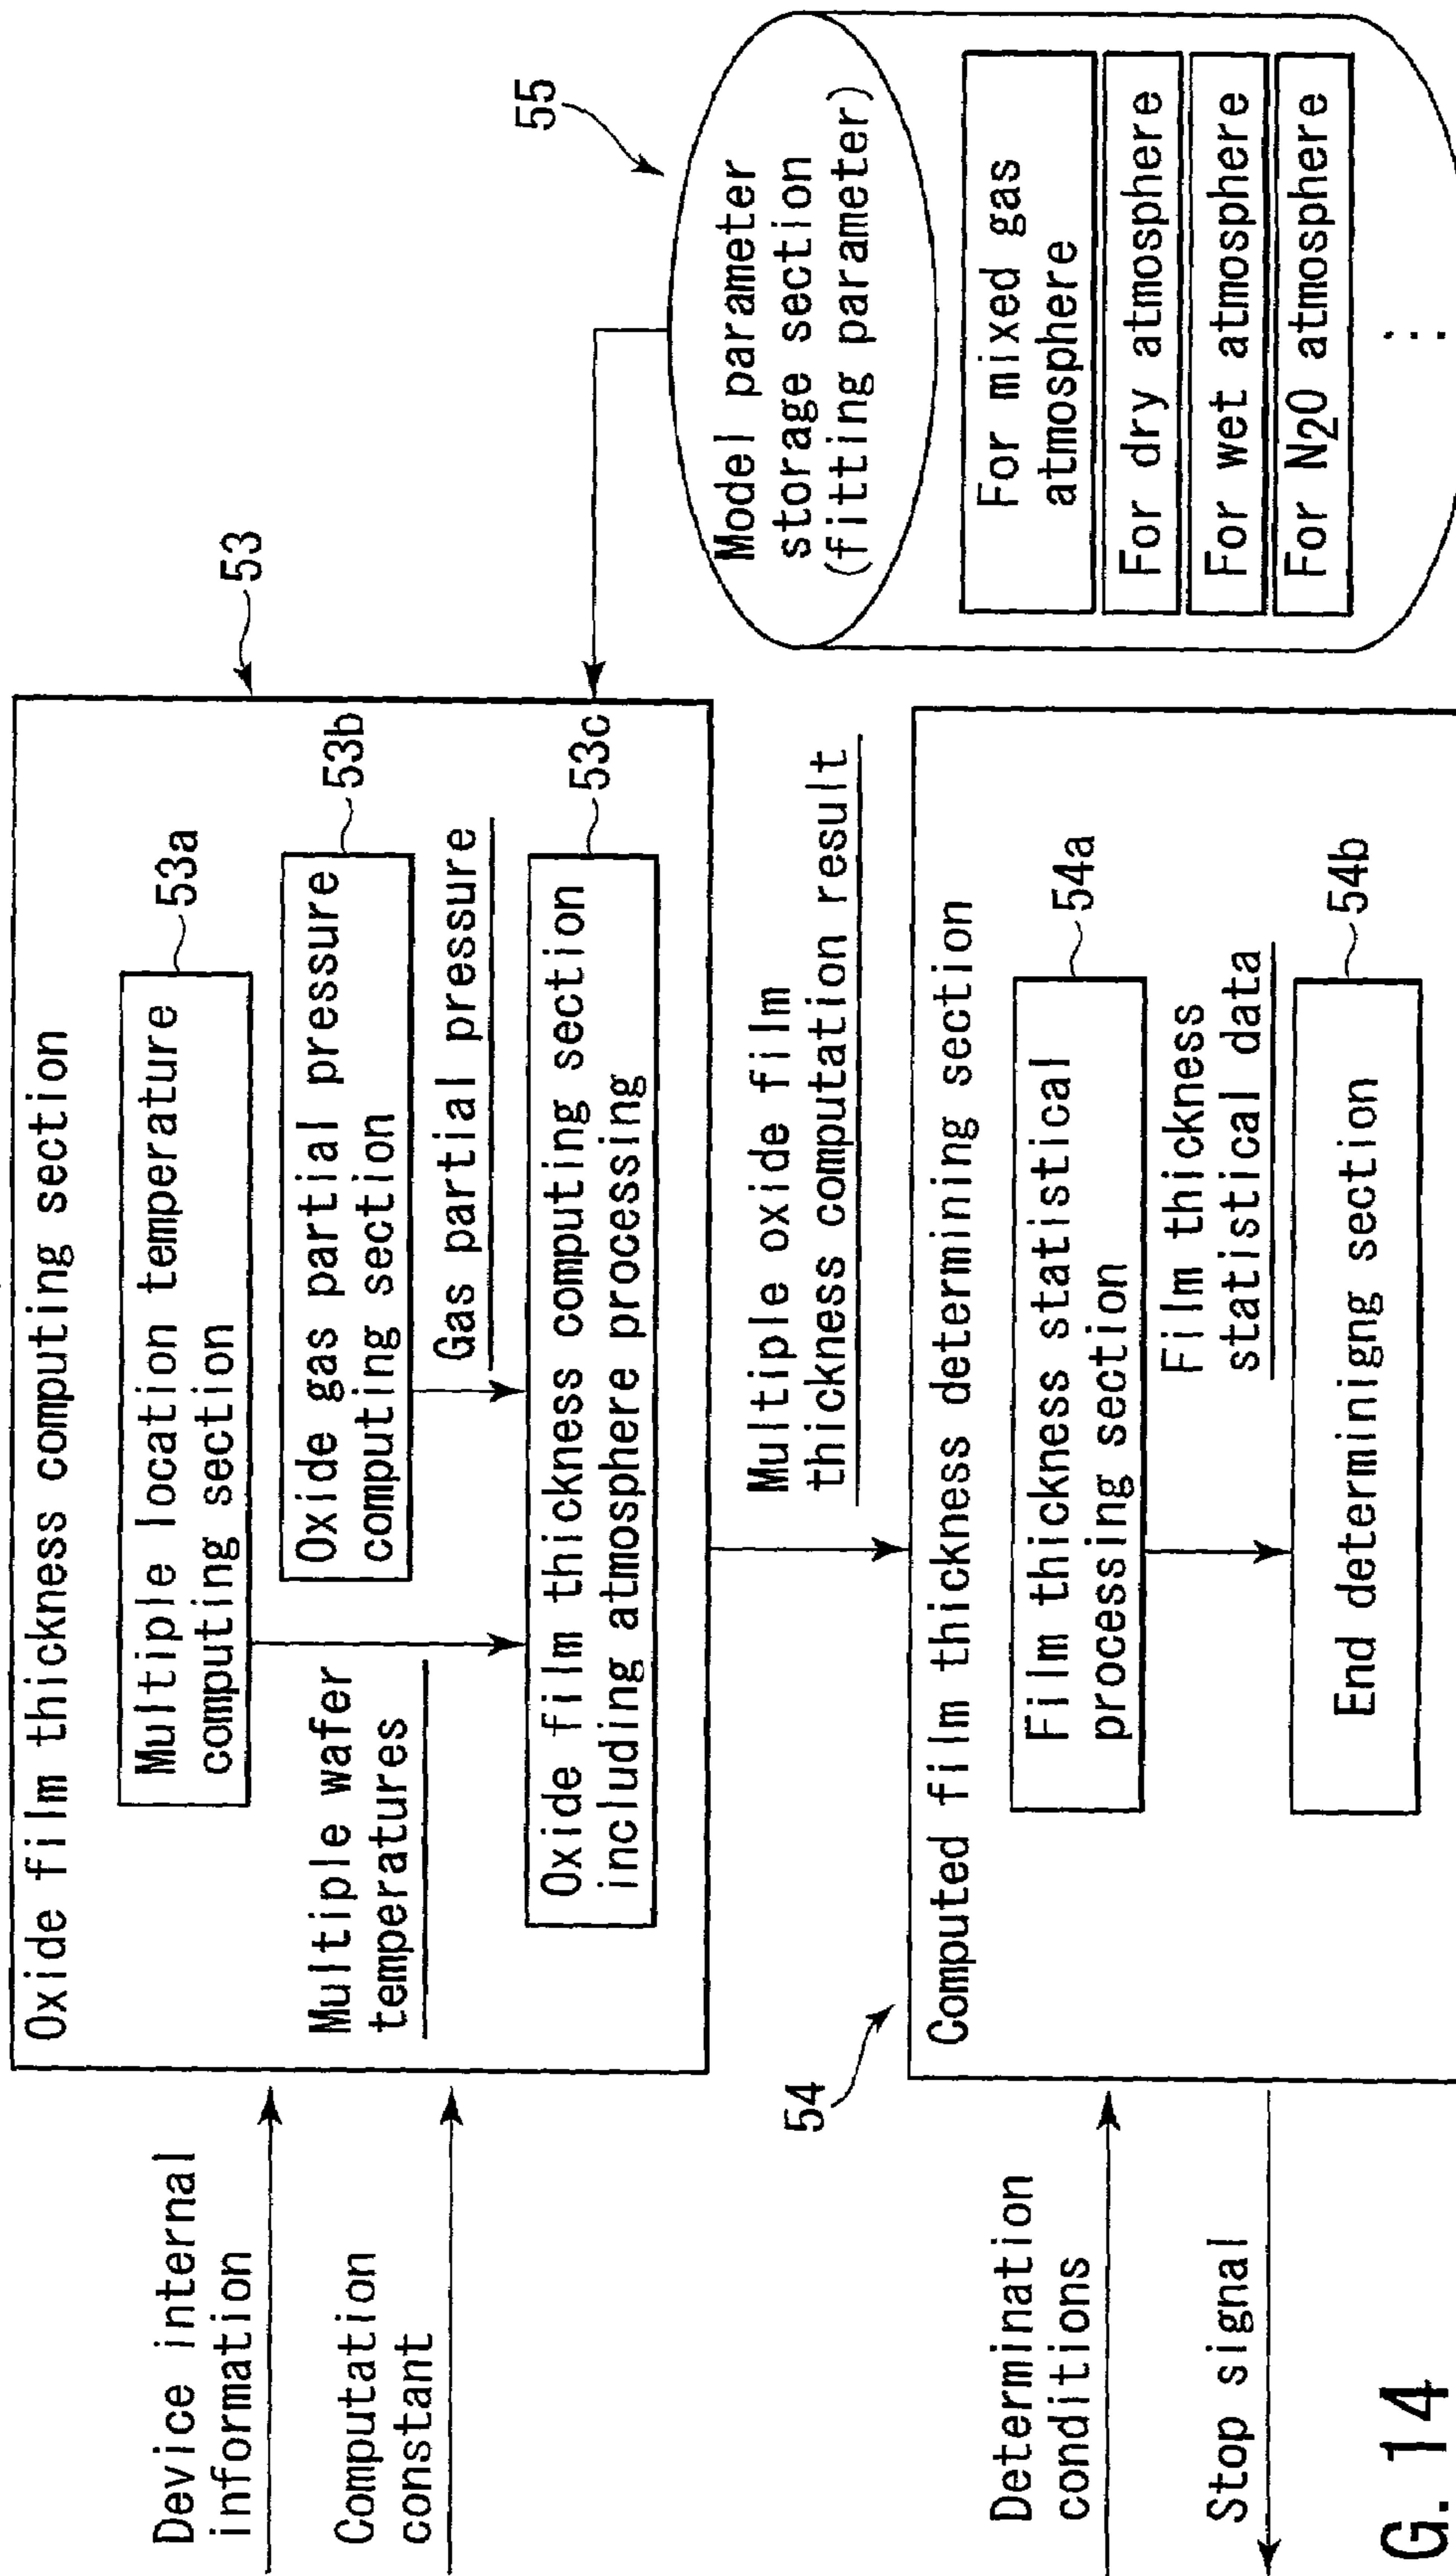 Device internal
information
Computation
constant
Oxide film thickness computing section
53
Multiple location temperature
computing section
53a
Oxide gas partial pressure
computing section
53b
Multiple wafer
temperatures
Gas partial pressure
Oxide film thickness computing section
including atmosphere processing
53c
Model parameter
storage section
(fitting parameter)
55
For mixed gas
atmosphere
For dry atmosphere
For wet atmosphere
For N2O atmosphere
⋮
Multiple oxide film
thickness computation result
Determination
conditions
Stop signal
54
Computed film thickness determining section
Film thickness statistical
processing section
54a
Film thickness
statistical data
End determinigng section
54b
G. 14